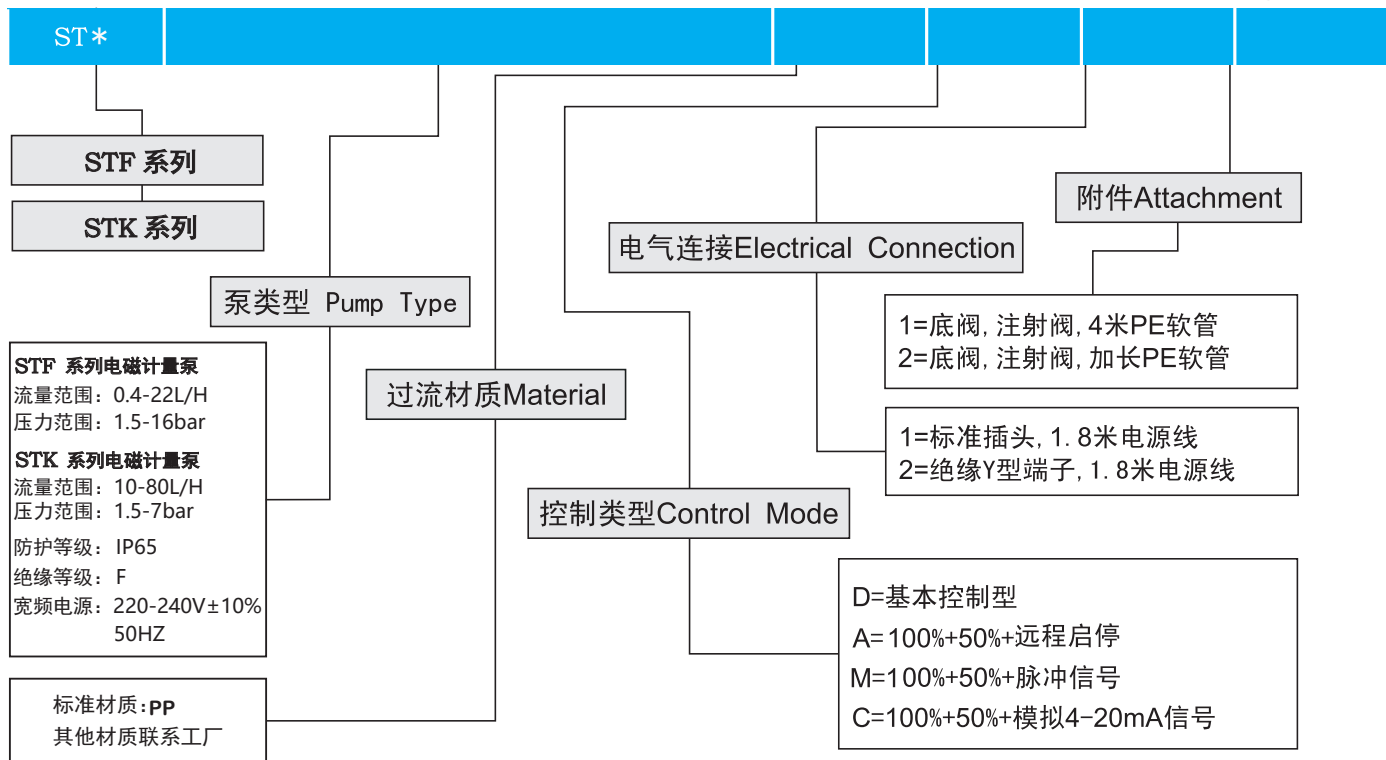 ST*
STF 系列
STK 系列
附件Attachment
电气连接Electrical Connection
泵类型 Pump Type
1=底阀, 注射阀, 4米PE软管
2=底阀, 注射阀, 加长PE软管
STF 系列电磁计量泵
流量范围: 0.4-22L/H
压力范围: 1.5-16bar
STK 系列电磁计量泵
流量范围: 10-80L/H
压力范围: 1.5-7bar
防护等级: IP65
绝缘等级: F
宽频电源: 220-240V±10%
50HZ
过流材质Material
1=标准插头, 1.8米电源线
2=绝缘Y型端子, 1.8米电源线
控制类型Control Mode
D=基本控制型
A=100%+50%+远程启停
M=100%+50%+脉冲信号
C=100%+50%+模拟4-20mA信号
标准材质:PP
其他材质联系工厂